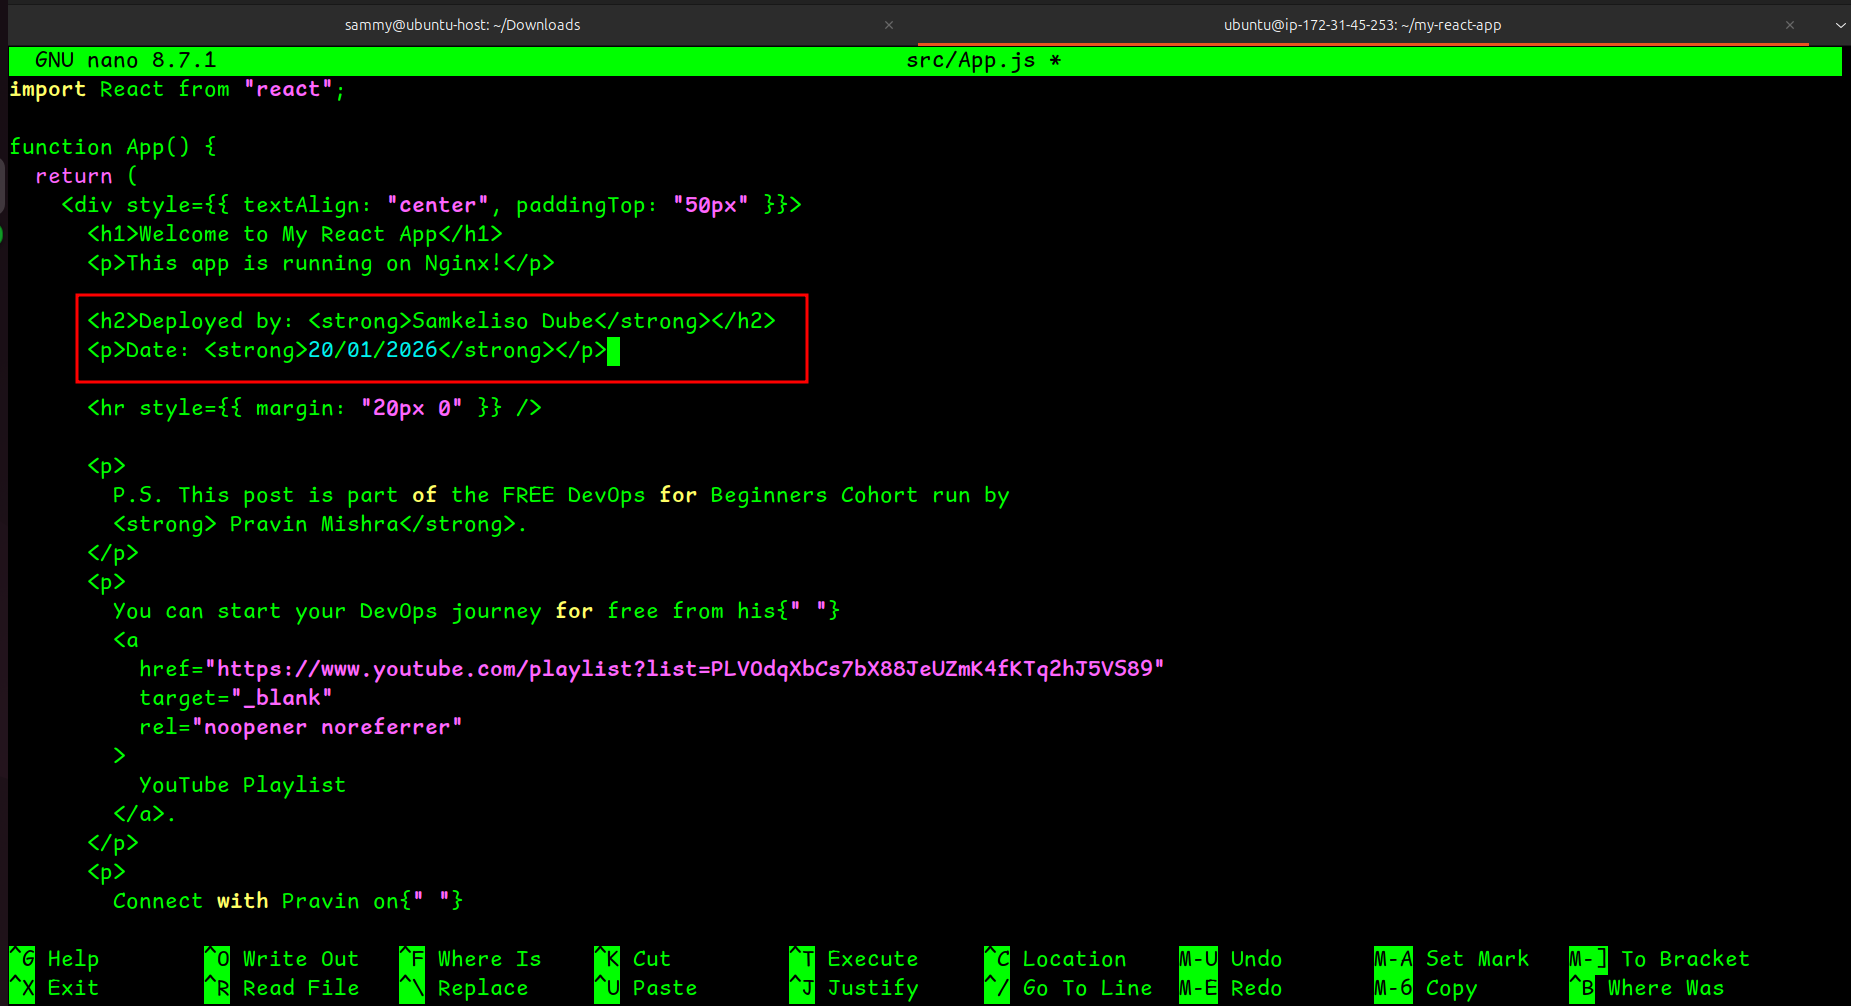 sammy@ubuntu-host: ~/Downloads × ubuntu@ip-172-31-45-253: ~/my-react-app ×
GNU nano 8.7.1 src/App.js *
import React from "react";
function App() {
  return (
    <div style={{ textAlign: "center", paddingTop: "50px" }}>
      <h1>Welcome to My React App</h1>
      <p>This app is running on Nginx!</p>
      <h2>Deployed by: <strong>Samkeliso Dube</strong></h2>
      <p>Date: <strong>20/01/2026</strong></p>
      <hr style={{ margin: "20px 0" }} />
      <p>
        P.S. This post is part of the FREE DevOps for Beginners Cohort run by
        <strong> Pravin Mishra</strong>.
      </p>
      <p>
        You can start your DevOps journey for free from his{" "}
        <a
          href="https://www.youtube.com/playlist?list=PLVOdqXbCs7bX88JeUZmK4fKTq2hJ5VS89"
          target="_blank"
          rel="noopener noreferrer"
        >
          YouTube Playlist
        </a>.
      </p>
      <p>
        Connect with Pravin on{" "}
^G Help ^O Write Out ^F Where Is ^K Cut ^T Execute ^C Location M-U Undo M-A Set Mark M-] To Bracket
^X Exit ^R Read File ^\ Replace ^U Paste ^J Justify ^/ Go To Line M-E Redo M-6 Copy ^B Where Was